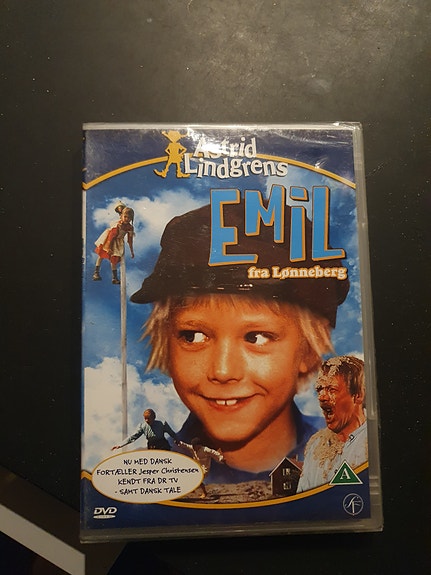 Astrid
Lindgrens
EMIL
fra Lønneberg
NU MED DANSK
FORTÆLLER Jesper Christensen
KENDT FRA DR TV
- SAMT DANSK TALE
A
DVD
SF